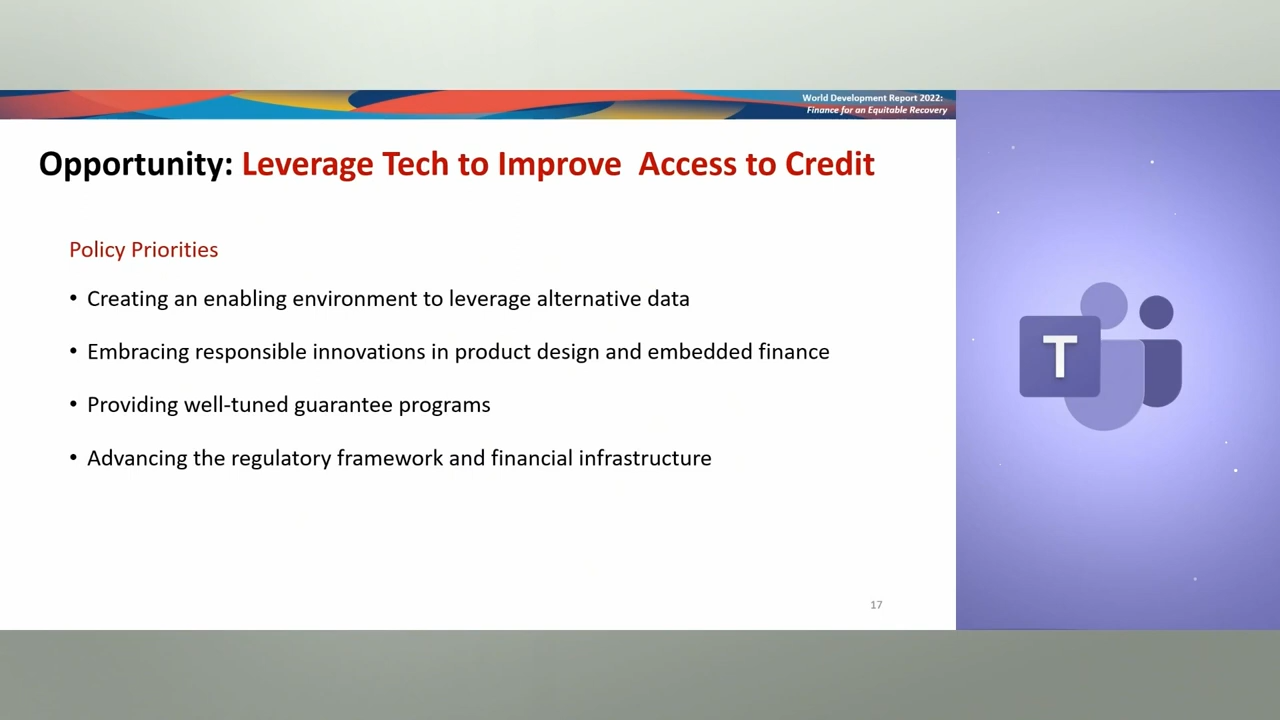 World Development Report 2022:
Finance for an Equitable Recovery
Opportunity: Leverage Tech to Improve  Access to Credit
Policy Priorities
• Creating an enabling environment to leverage alternative data
• Embracing responsible innovations in product design and embedded finance
• Providing well-tuned guarantee programs
• Advancing the regulatory framework and financial infrastructure
17
T